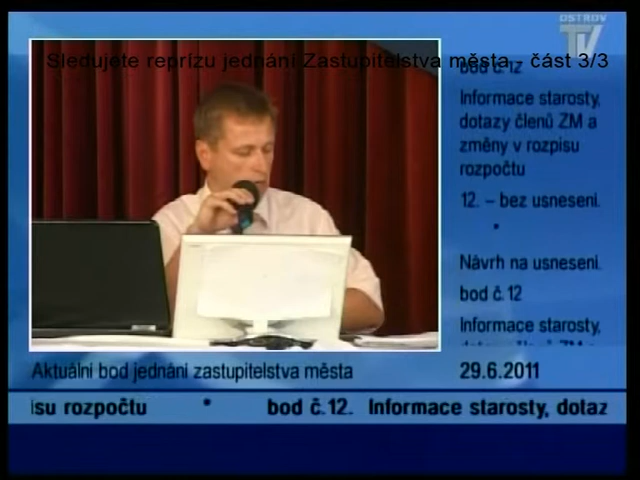 OSTROV
TV
Sledujete reprízu jednání Zastupitelstva města - část 3/3
bod č.12
Informace starosty,
dotazy členů ZM a
změny v rozpisu
rozpočtu
12. – bez usnesení.
*
Návrh na usnesení
bod č.12
Informace starosty,
Aktuální bod jednání zastupitelstva města
29.6.2011
isu rozpočtu * bod č.12. Informace starosty, dotaz